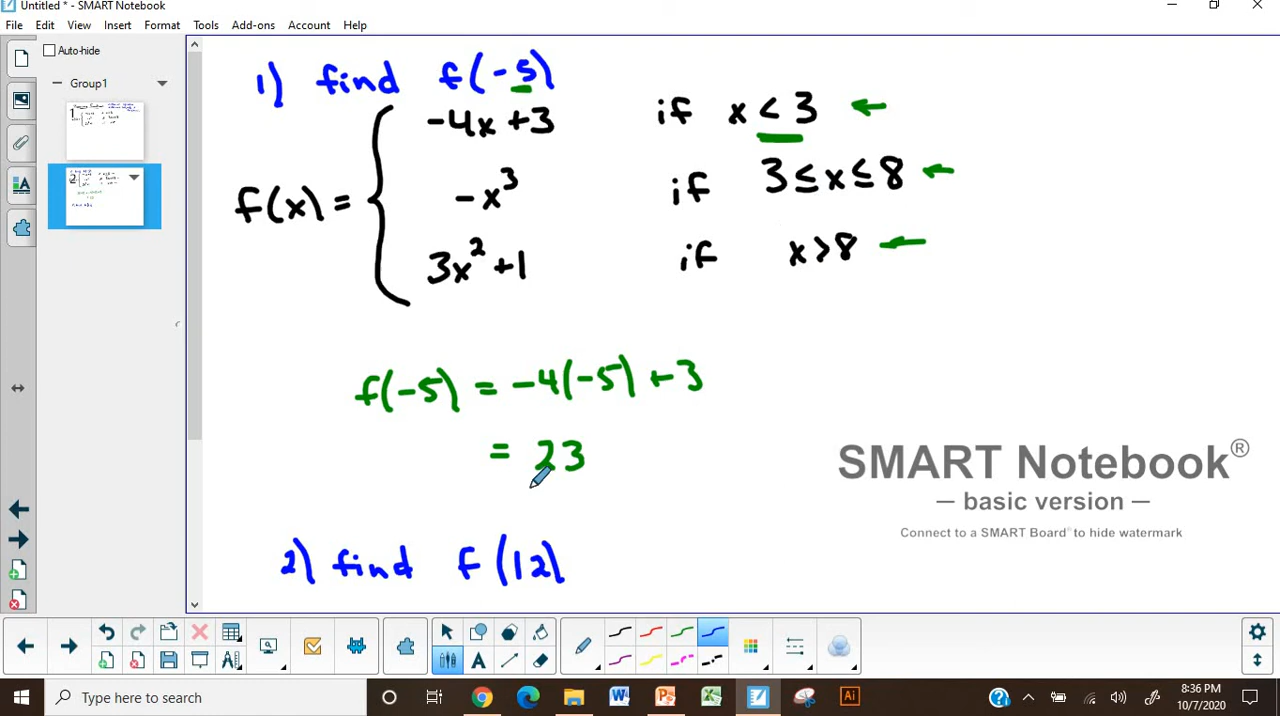 Untitled * - SMART Notebook
File Edit View Insert Format Tools Add-ons Account Help
Auto-hide
Group1
1) find f(-5)
f(x) = { -4x +3 if x < 3 ←
-x³ if 3 ≤ x ≤ 8 ←
3x² +1 if x > 8 ←
f(-5) = -4(-5) + 3
= 23
SMART Notebook®
— basic version —
Connect to a SMART Board® to hide watermark
2) find f(12)
Type here to search
8:36 PM
10/7/2020